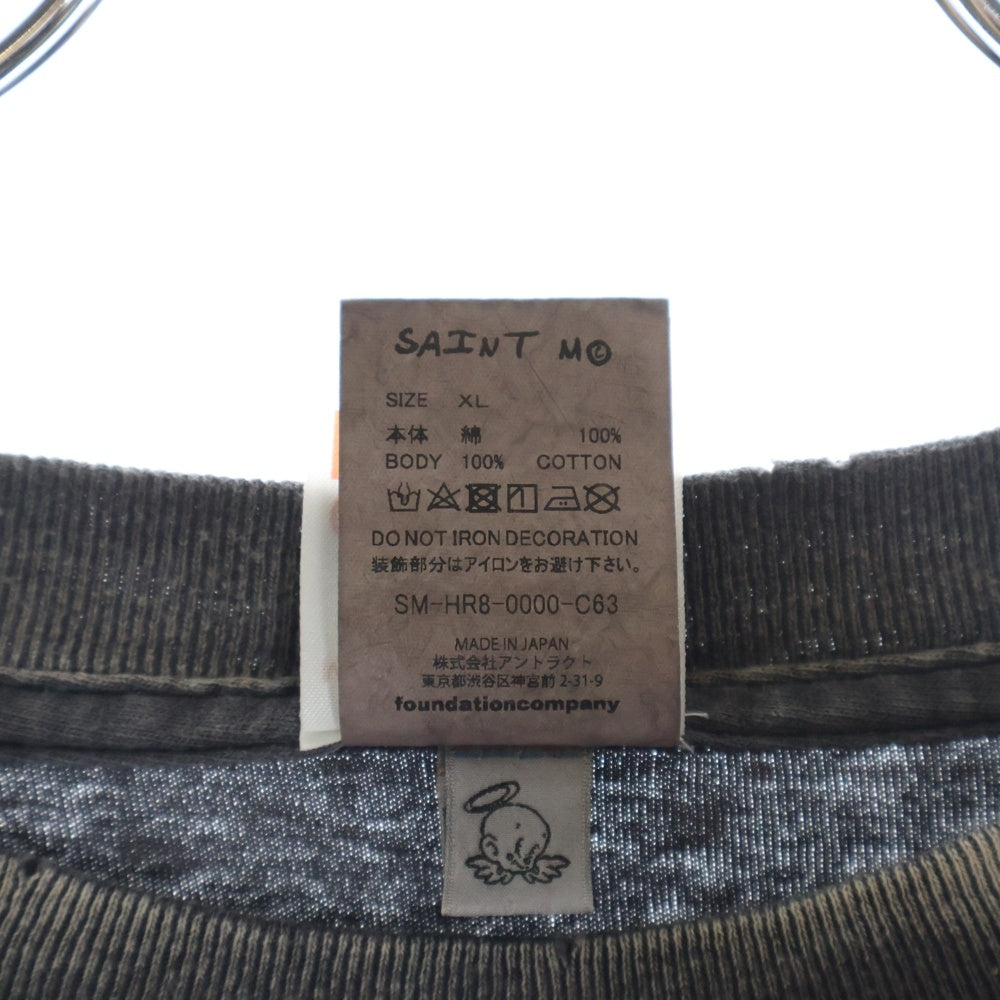 SAINT M©
SIZE XL
本体 綿 100%
BODY 100% COTTON
DO NOT IRON DECORATION
装飾部分はアイロンをお避け下さい。
SM-HR8-0000-C63
MADE IN JAPAN
株式会社アントラクト
東京都渋谷区神宮前 2-31-9
foundationcompany